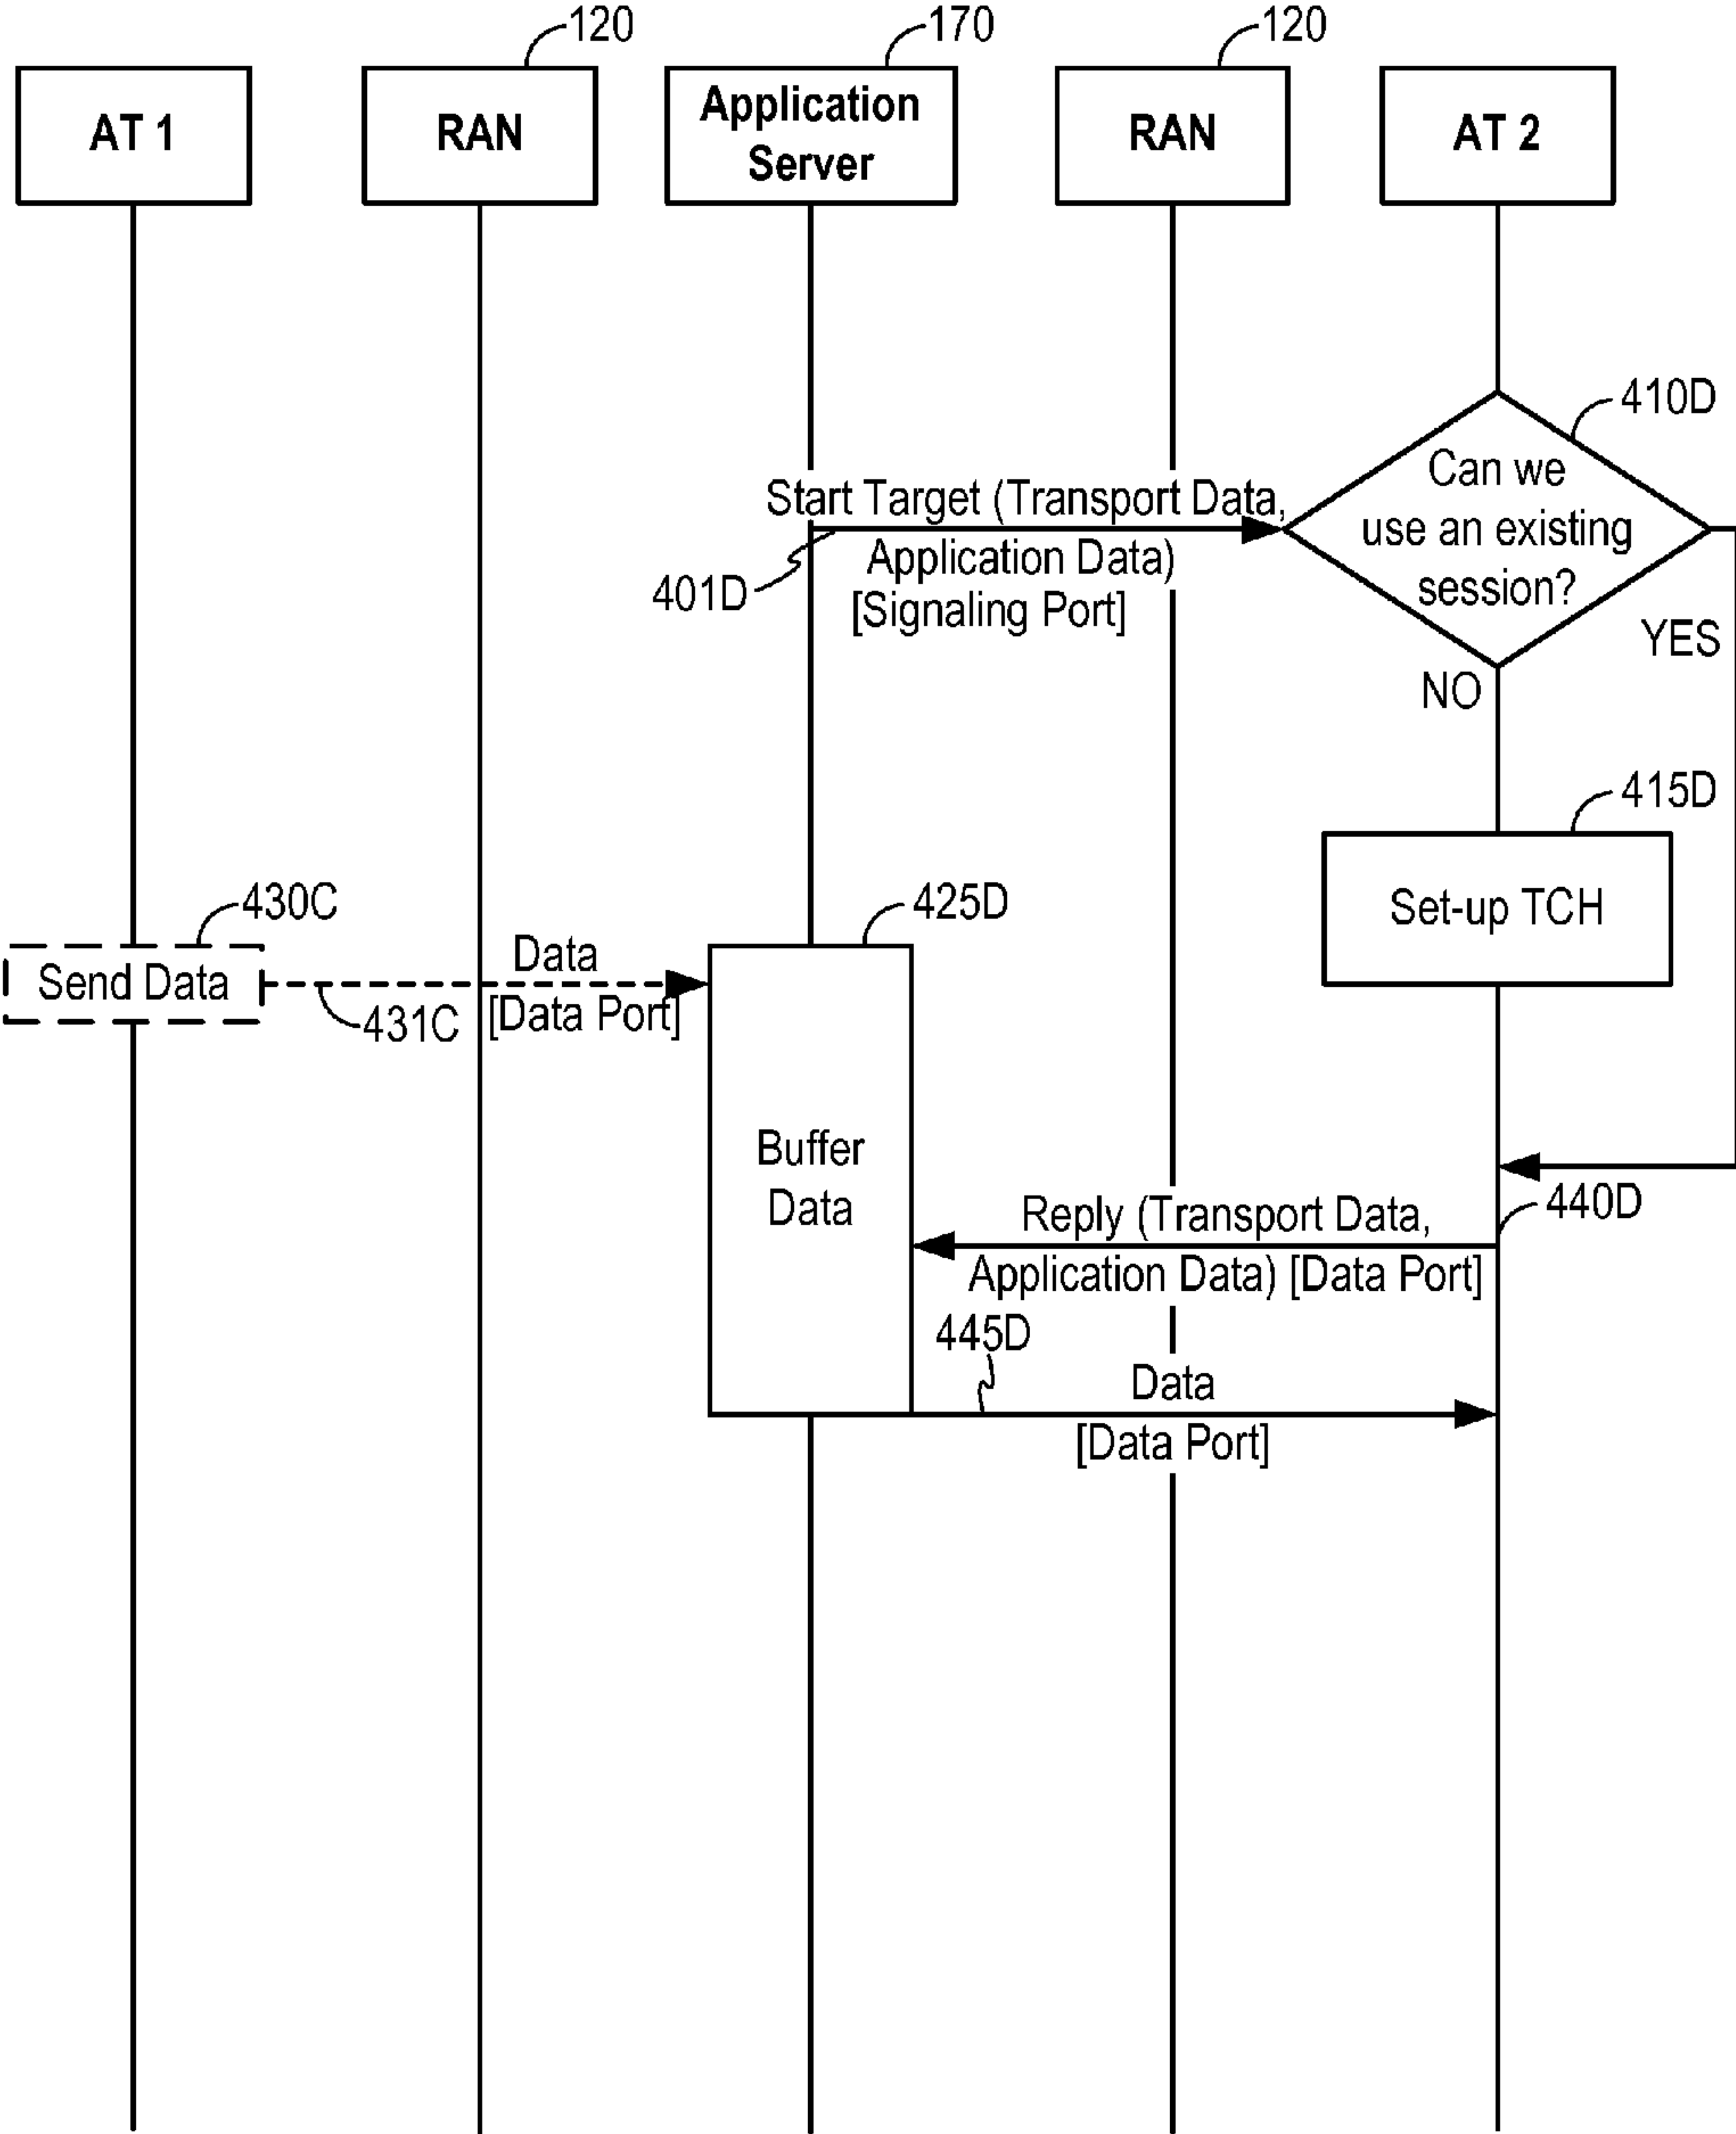 120
170
120
AT 1
RAN
Application
Server
RAN
AT 2
410D
Can we
use an existing
session?
Start Target (Transport Data,
Application Data)
[Signaling Port]
401D
YES
NO
415D
Set-up TCH
430C
Send Data
Data
[Data Port]
431C
425D
Buffer
Data
440D
Reply (Transport Data,
Application Data) [Data Port]
445D
Data
[Data Port]